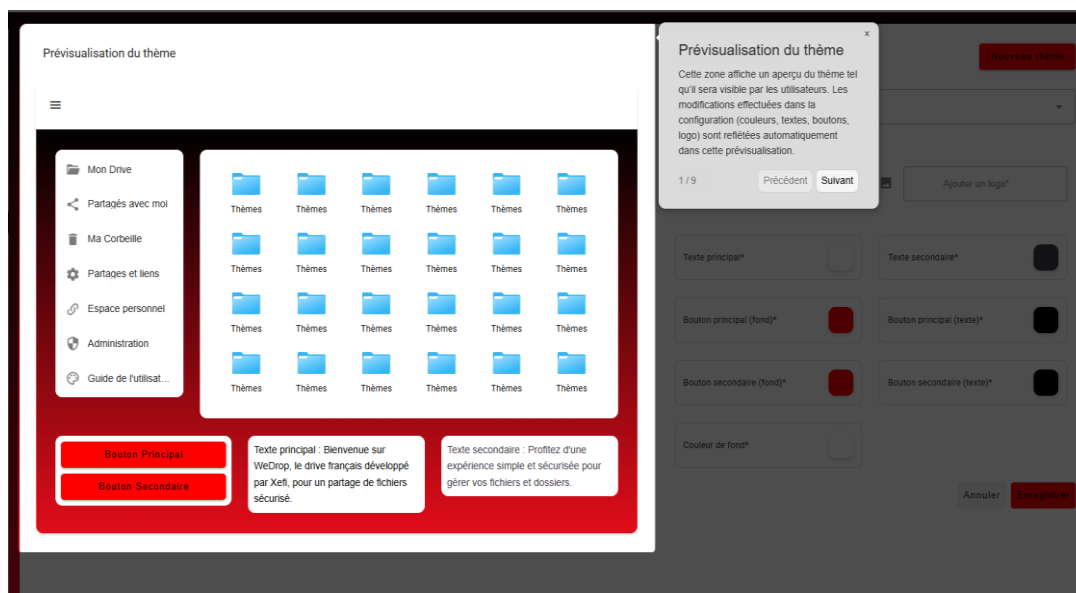 Prévisualisation du thème
Mon Drive
Partagés avec moi
Ma Corbeille
Partages et liens
Espace personnel
Administration
Guide de l'utilisat...
Thèmes Thèmes Thèmes Thèmes Thèmes Thèmes
Thèmes Thèmes Thèmes Thèmes Thèmes Thèmes
Thèmes Thèmes Thèmes Thèmes Thèmes Thèmes
Thèmes Thèmes Thèmes Thèmes Thèmes Thèmes
Bouton Principal
Bouton Secondaire
Texte principal : Bienvenue sur
WeDrop, le drive français développé
par Xefi, pour un partage de fichiers
sécurisé.
Texte secondaire : Profitez d'une
expérience simple et sécurisée pour
gérer vos fichiers et dossiers.
x
Prévisualisation du thème
Cette zone affiche un aperçu du thème tel
qu'il sera visible par les utilisateurs. Les
modifications effectuées dans la
configuration (couleurs, textes, boutons,
logo) sont reflétées automatiquement
dans cette prévisualisation.
1 / 9
Précédent
Suivant
Nouveau thème
Ajouter un logo*
Texte principal*
Texte secondaire*
Bouton principal (fond)*
Bouton principal (texte)*
Bouton secondaire (fond)*
Bouton secondaire (texte)*
Couleur de fond*
Annuler
Enregistrer